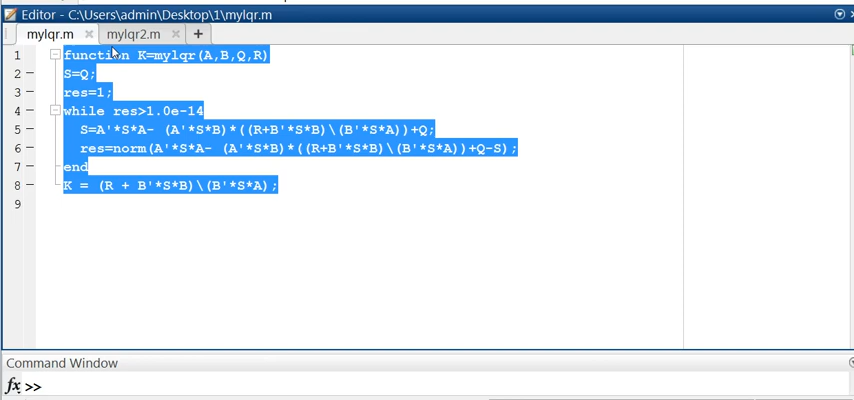 Editor - C:\Users\admin\Desktop\1\mylqr.m
mylqr.m mylqr2.m
1 function K=mylqr(A,B,Q,R)
2 S=Q;
3 res=1;
4 while res>1.0e-14
5 S=A'*S*A- (A'*S*B)*((R+B'*S*B)\(B'*S*A))+Q;
6 res=norm(A'*S*A- (A'*S*B)*((R+B'*S*B)\(B'*S*A))+Q-S);
7 end
8 K = (R + B'*S*B)\(B'*S*A);
9
Command Window
fx >>